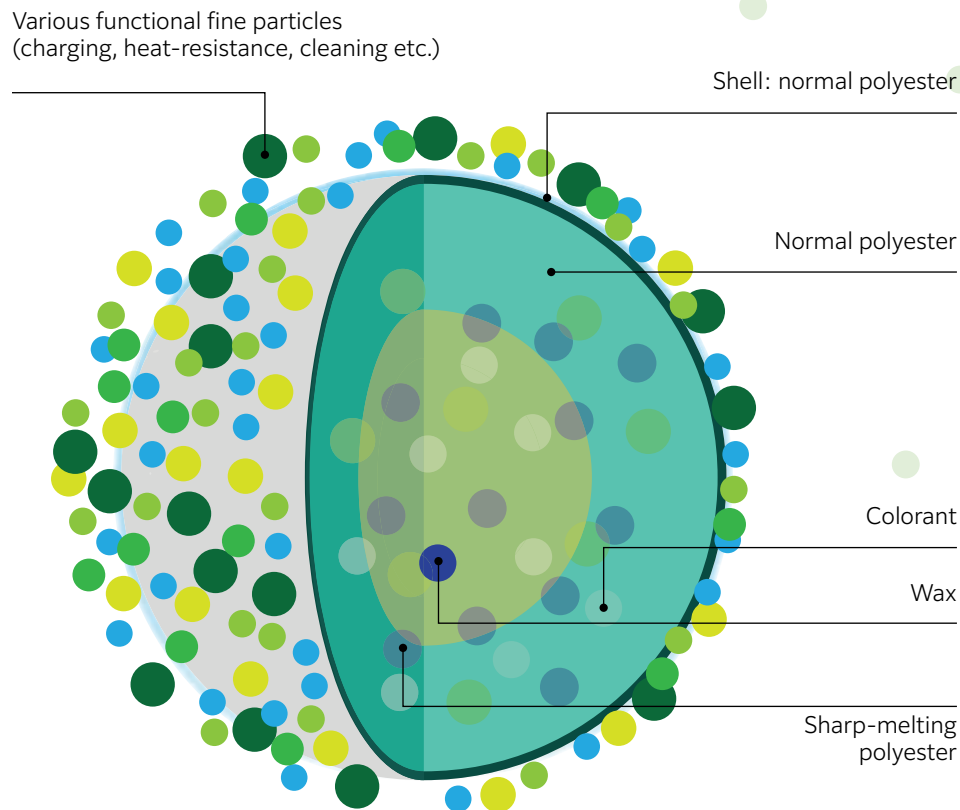 Various functional fine particles
(charging, heat-resistance, cleaning etc.)
Shell: normal polyester
Normal polyester
Colorant
Wax
Sharp-melting
polyester